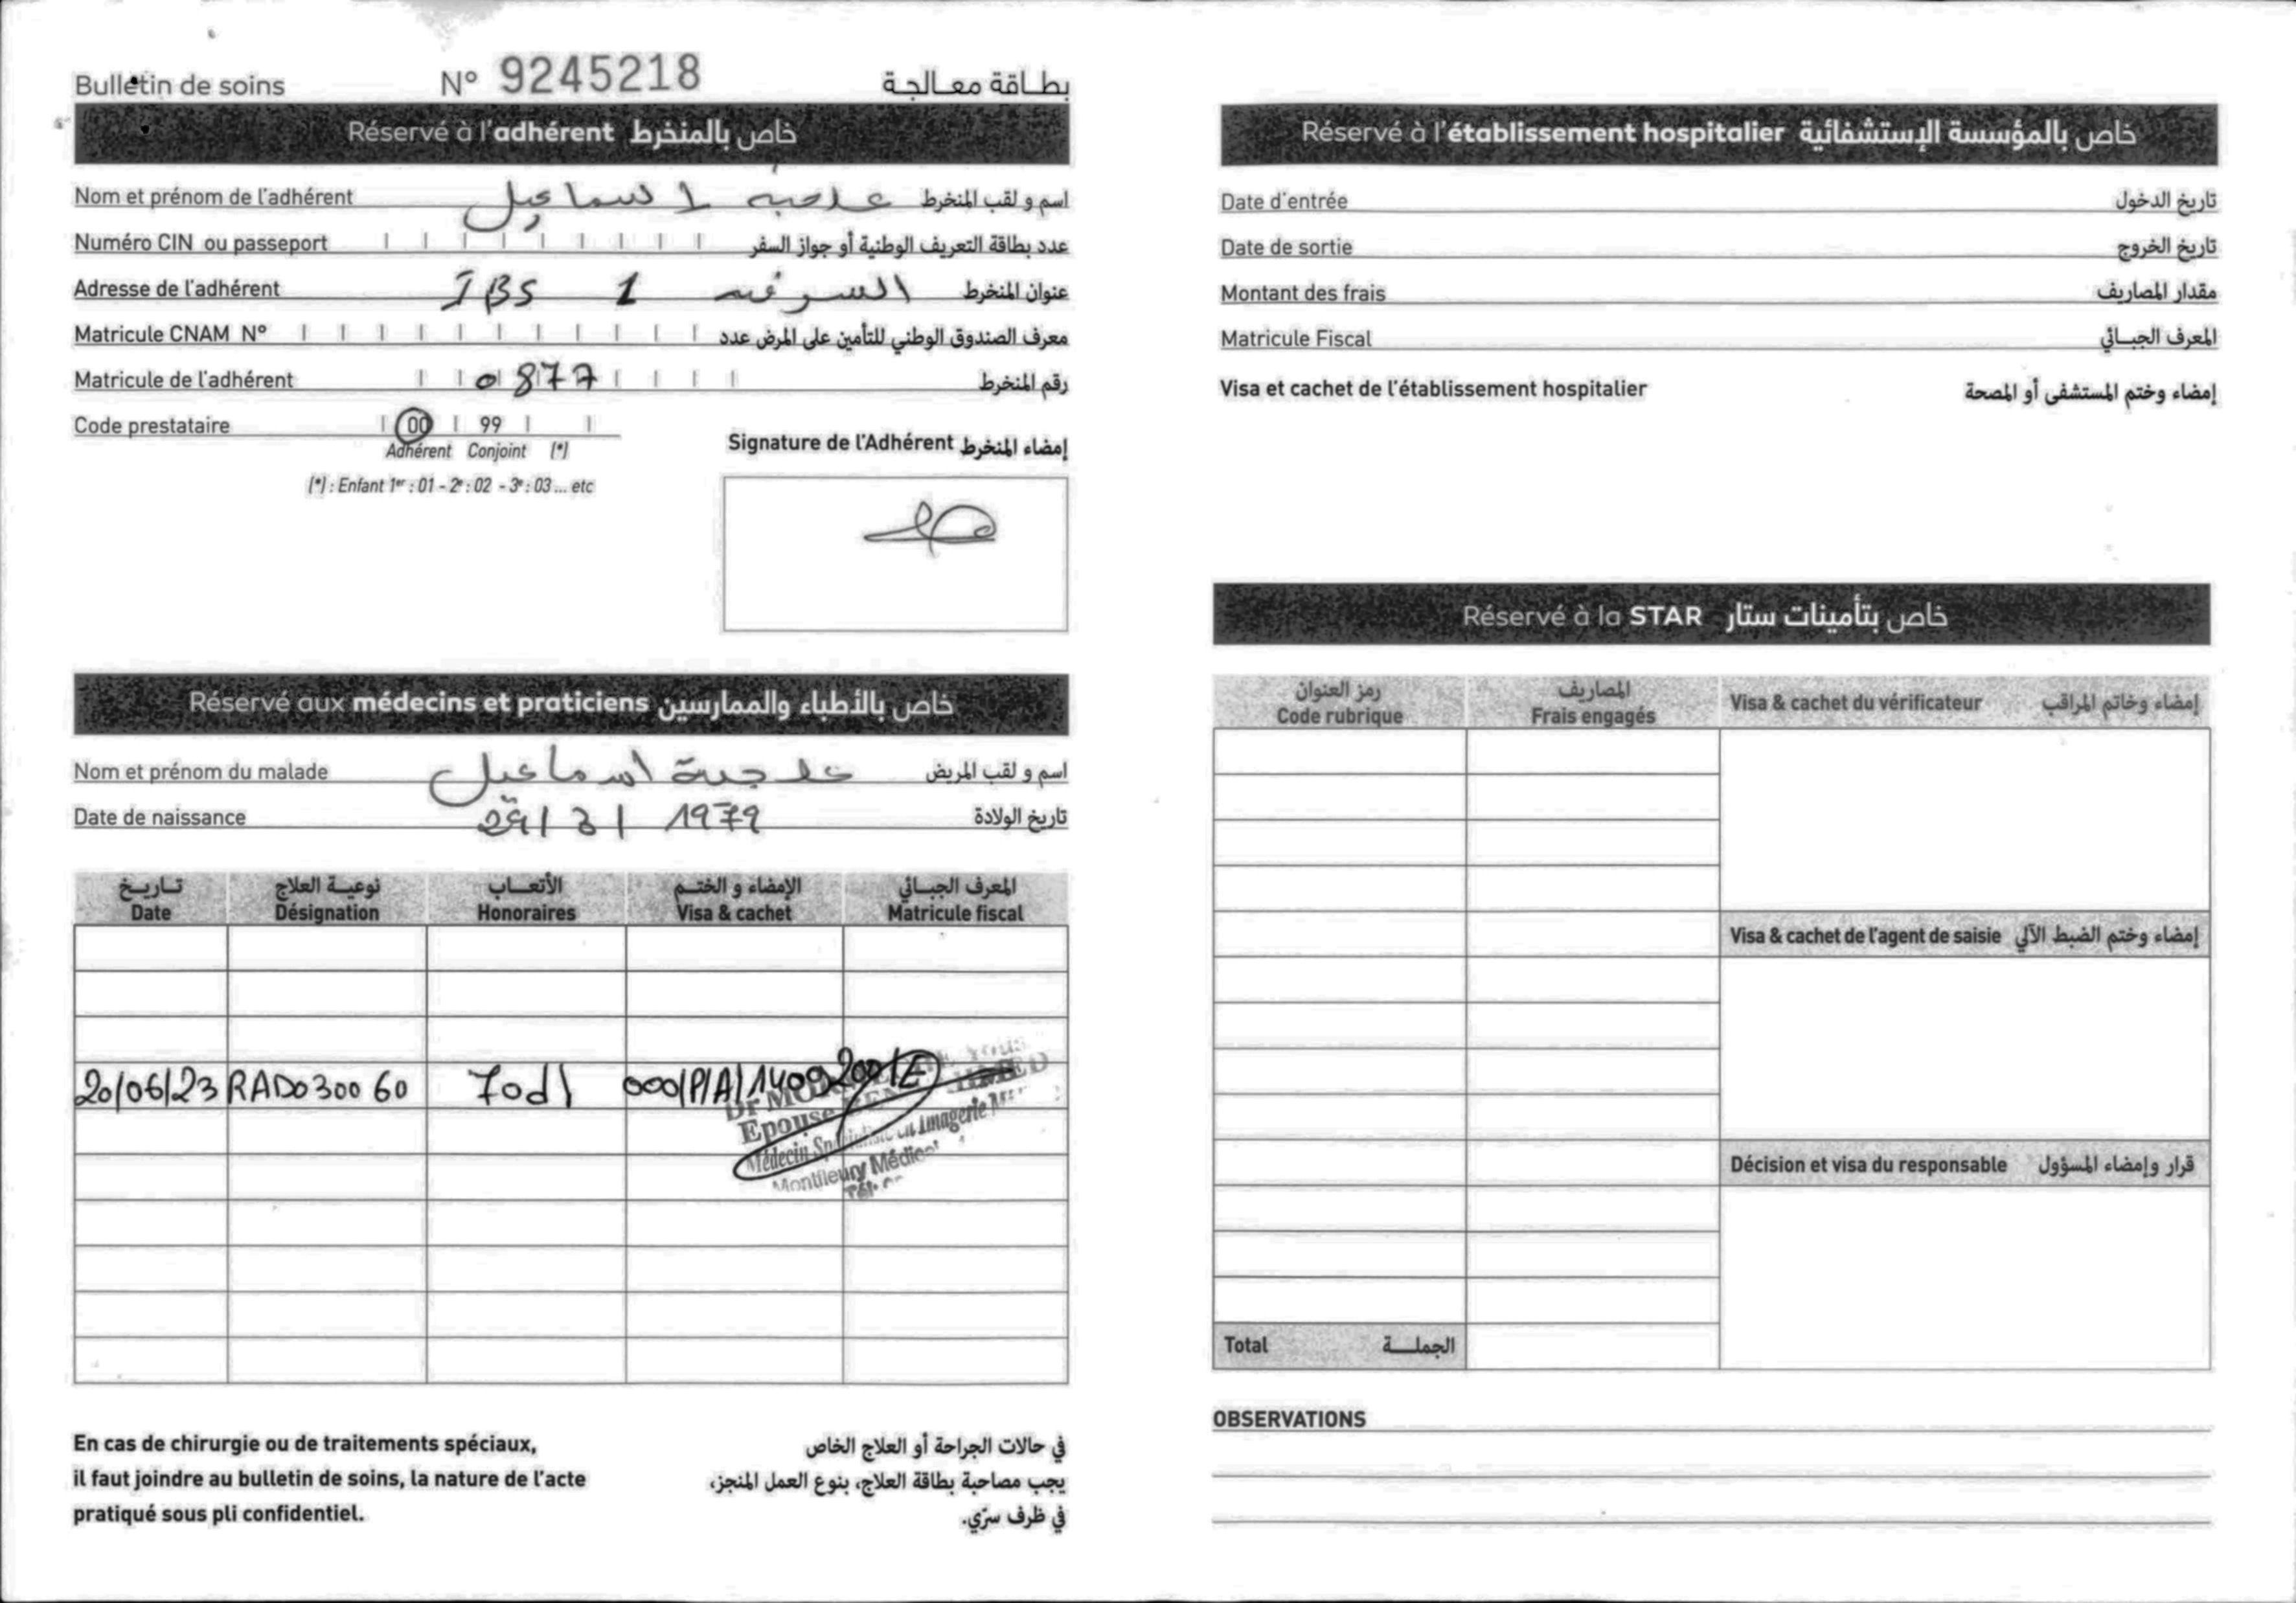 Bulletin de soins N° 9245218 بطاقة معالجة
Réservé à l'adhérent خاص بالمنخرط
Nom et prénom de l'adhérent اسماعيل اسم و لقب المنخرط
Numéro CIN ou passeport عدد بطاقة التعريف الوطنية أو جواز السفر
Adresse de l'adhérent IBS 1 عنوان المنخرط
Matricule CNAM N° معرف الصندوق الوطني للتأمين على المرض عدد
Matricule de l'adhérent 0877 رقم المنخرط
Code prestataire 00 99
Adhérent Conjoint (*)
(*) : Enfant 1er : 01 - 2e : 02 - 3e : 03 ... etc
Signature de l'Adhérent إمضاء المنخرط
Réservé aux médecins et praticiens خاص بالأطباء والممارسين
Nom et prénom du malade اسماعيل اسم و لقب المريض
Date de naissance 29/3/1979 تاريخ الولادة
تاريخ نوعية العلاج الأتعاب الإمضاء و الختم المعرف الجبائي
Date Désignation Honoraires Visa & cachet Matricule fiscal
20/06/23 RAD0300 60 70d 000/P/A/1409200/E
Dr
Epouse
Médecin Imagerie
Montfleury Médical
Tél:
En cas de chirurgie ou de traitements spéciaux,
il faut joindre au bulletin de soins, la nature de l'acte
pratiqué sous pli confidentiel.
في حالات الجراحة أو العلاج الخاص
يجب مصاحبة بطاقة العلاج، بنوع العمل المنجز،
في ظرف سرّي.
Réservé à l'établissement hospitalier خاص بالمؤسسة الإستشفائية
Date d'entrée تاريخ الدخول
Date de sortie تاريخ الخروج
Montant des frais مقدار المصاريف
Matricule Fiscal المعرف الجبائي
Visa et cachet de l'établissement hospitalier إمضاء وختم المستشفى أو المصحة
Réservé à la STAR خاص بتأمينات ستار
رمز العنوان المصاريف
Code rubrique Frais engagés Visa & cachet du vérificateur إمضاء وخاتم المراقب
Visa & cachet de l'agent de saisie إمضاء وختم الضبط الآلي
Décision et visa du responsable قرار وإمضاء المسؤول
Total الجملة
OBSERVATIONS